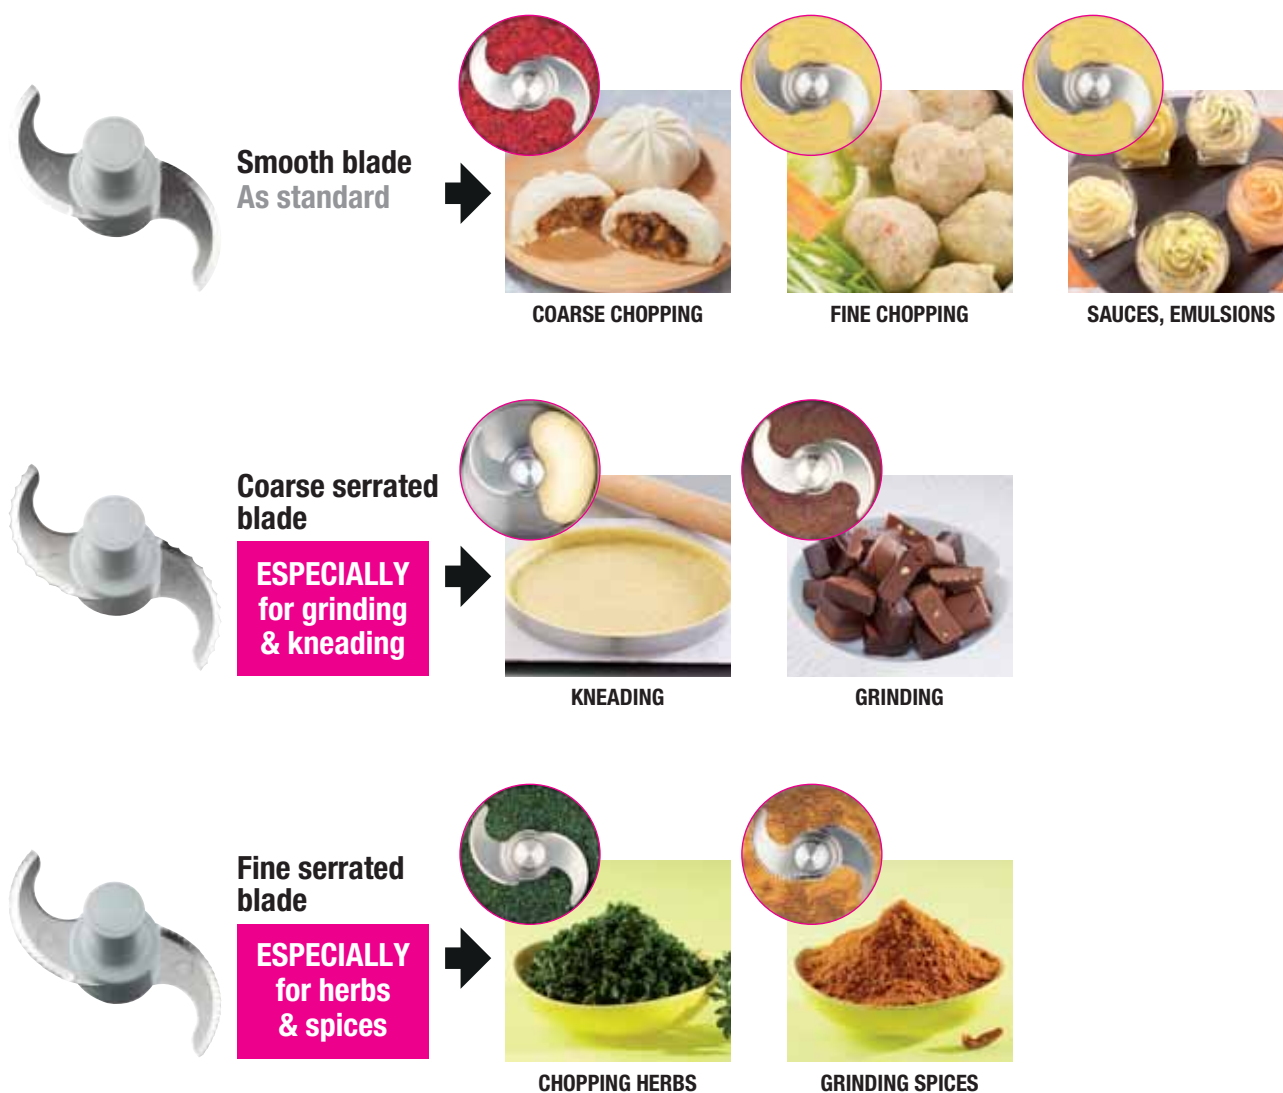 Smooth blade
As standard
COARSE CHOPPING
FINE CHOPPING
SAUCES, EMULSIONS
Coarse serrated
blade
ESPECIALLY
for grinding
& kneading
KNEADING
GRINDING
Fine serrated
blade
ESPECIALLY
for herbs
& spices
CHOPPING HERBS
GRINDING SPICES